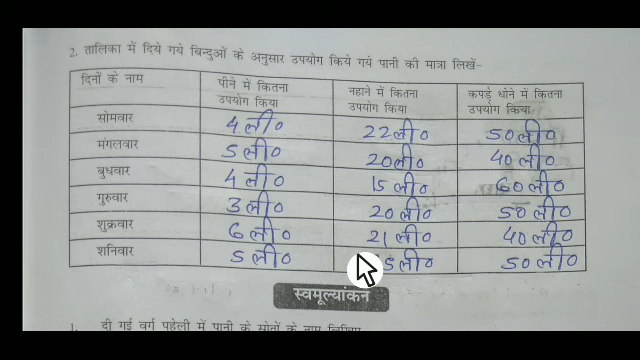 2. तालिका में दिये गये बिन्दुओं के अनुसार उपयोग किये गये पानी की मात्रा लिखें–
दिनों के नाम पीने में कितना उपयोग किया नहाने में कितना उपयोग किया कपड़े धोने में कितना उपयोग किया
सोमवार 4 ली० 22 ली० 50 ली०
मंगलवार 5 ली० 20 ली० 40 ली०
बुधवार 4 ली० 15 ली० 60 ली०
गुरुवार 3 ली० 20 ली० 50 ली०
शुक्रवार 6 ली० 21 ली० 40 ली०
शनिवार 5 ली० 5 ली० 50 ली०
स्वमूल्यांकन
1. दी गई वर्ग पहेली में पानी के स्रोतों के नाम